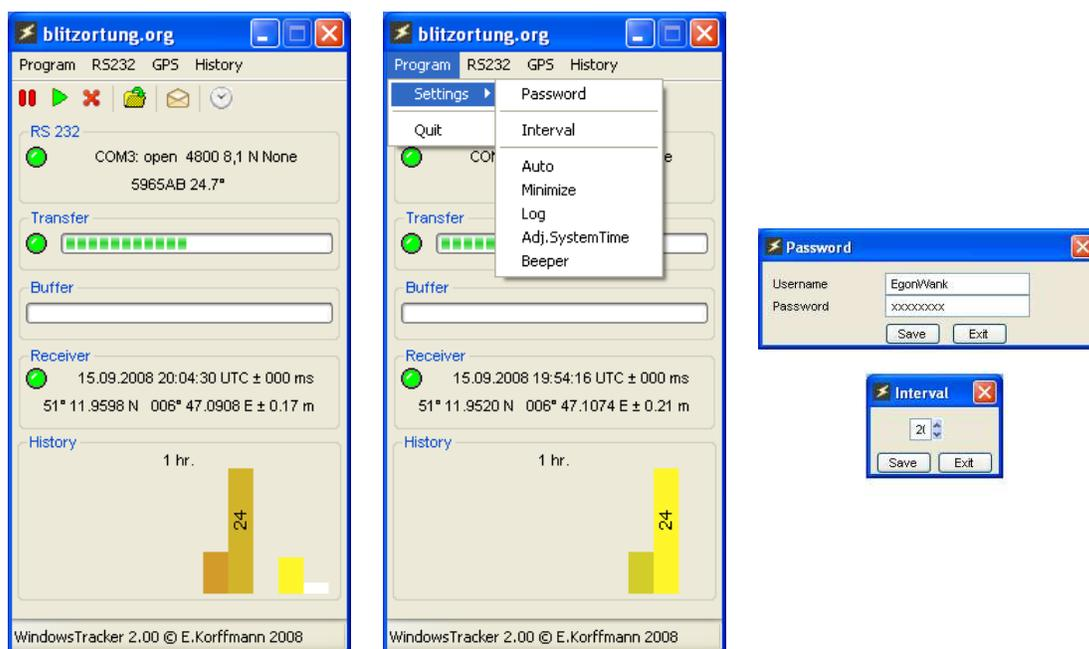 blitzortung.org
Program RS232 GPS History
RS 232
COM3: open 4800 8,1 N None
5965AB 24.7°
Transfer
Buffer
Receiver
15.09.2008 20:04:30 UTC ± 000 ms
51° 11.9598 N 006° 47.0908 E ± 0.17 m
History
1 hr.
24
WindowsTracker 2.00 © E.Korffmann 2008
blitzortung.org
Program RS232 GPS History
Settings
Quit
Password
Interval
Auto
Minimize
Log
Adj.SystemTime
Beeper
Transfer
Buffer
Receiver
15.09.2008 19:54:16 UTC ± 000 ms
51° 11.9520 N 006° 47.1074 E ± 0.21 m
History
1 hr.
24
WindowsTracker 2.00 © E.Korffmann 2008
Password
Username EgonWank
Password xxxxxxxx
Save Exit
Interval
Save Exit